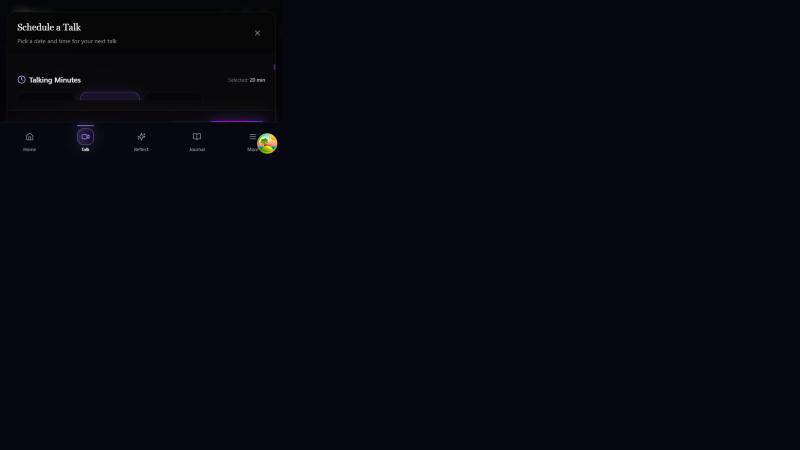 Schedule a Talk
Pick a date and time for your next talk
Talking Minutes
Selected: 20 min
Home
Talk
Reflect
Journal
More